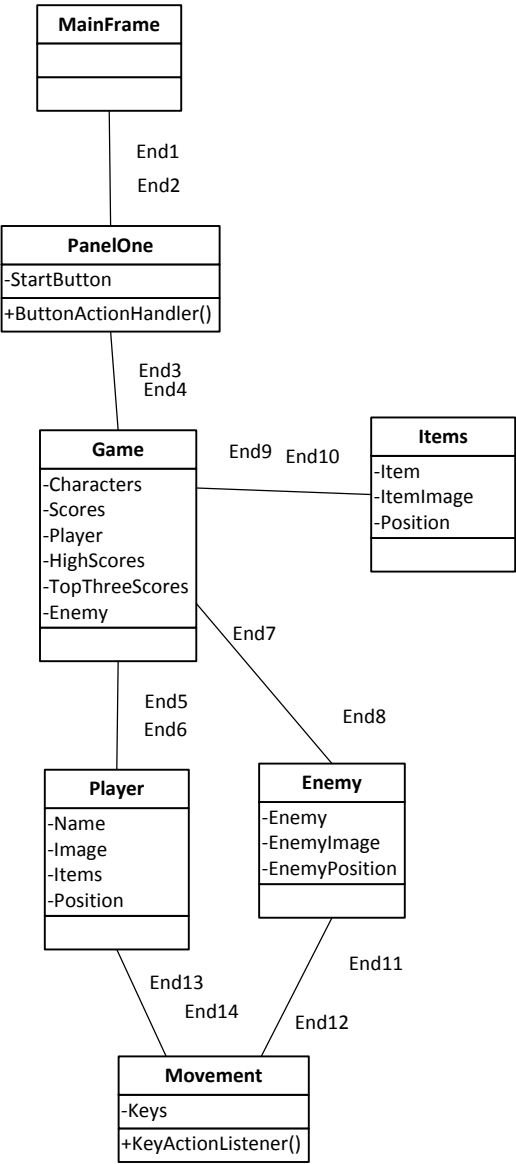 MainFrame
End1
End2
PanelOne
-StartButton
+ButtonActionHandler()
End3
End4
Game
-Characters
-Scores
-Player
-HighScores
-TopThreeScores
-Enemy
End9 End10
Items
-Item
-ItemImage
-Position
End7
End8
End5
End6
Player
-Name
-Image
-Items
-Position
Enemy
-Enemy
-EnemyImage
-EnemyPosition
End13
End14
End11
End12
Movement
-Keys
+KeyActionListener()